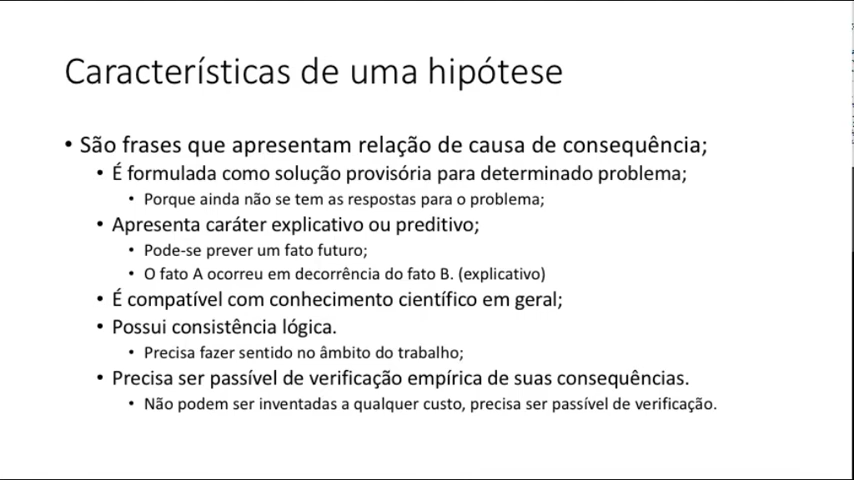 Características de uma hipótese
• São frases que apresentam relação de causa de consequência;
• É formulada como solução provisória para determinado problema;
• Porque ainda não se tem as respostas para o problema;
• Apresenta caráter explicativo ou preditivo;
• Pode-se prever um fato futuro;
• O fato A ocorreu em decorrência do fato B. (explicativo)
• É compatível com conhecimento científico em geral;
• Possui consistência lógica.
• Precisa fazer sentido no âmbito do trabalho;
• Precisa ser passível de verificação empírica de suas consequências.
• Não podem ser inventadas a qualquer custo, precisa ser passível de verificação.